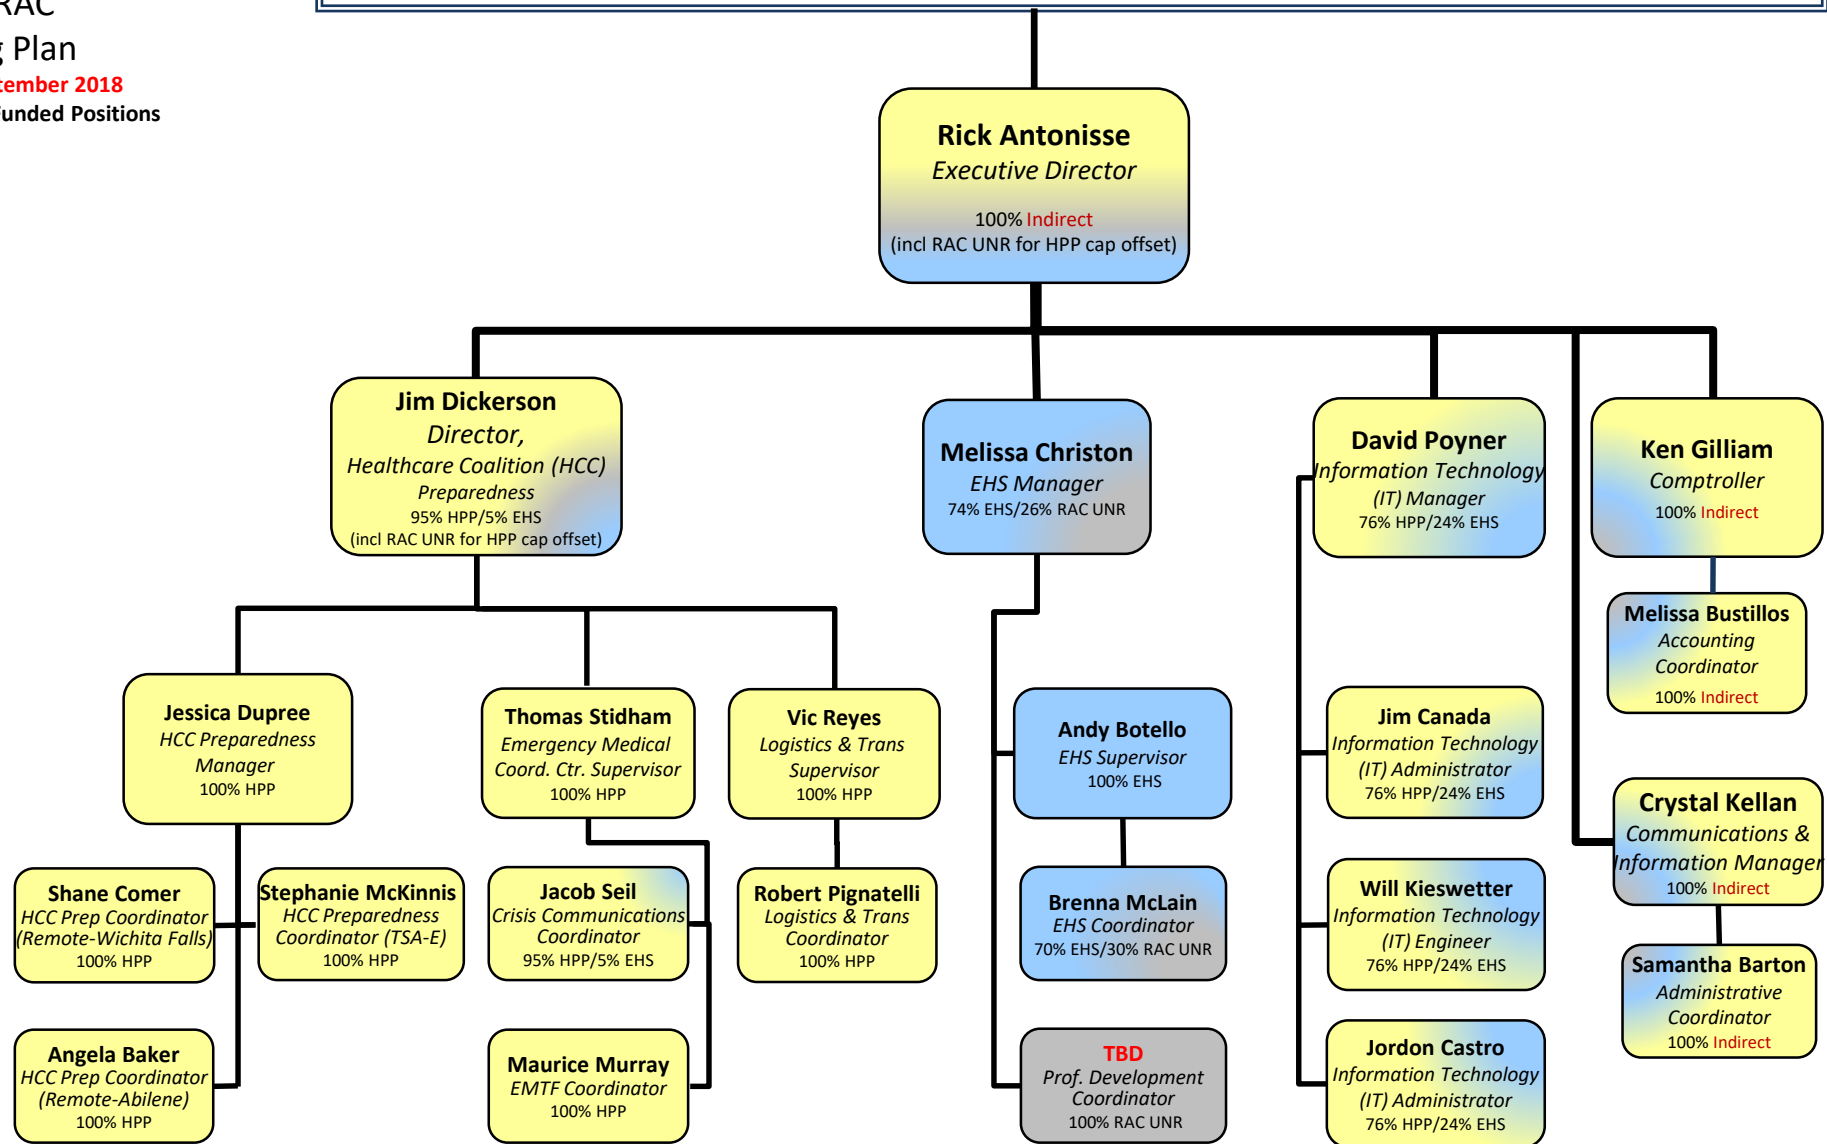 RAC
Plan
2018
Funded Positions
Rick Antonisse
Executive Director
100% Indirect
(incl RAC UNR for HPP cap offset)
Jim Dickerson
Director,
Healthcare Coalition (HCC)
Preparedness
95% HPP/5% EHS
(incl RAC UNR for HPP cap offset)
Melissa Christon
EHS Manager
74% EHS/26% RAC UNR
David Poyner
Information Technology
(IT) Manager
76% HPP/24% EHS
Ken Gilliam
Comptroller
100% Indirect
Melissa Bustillos
Accounting
Coordinator
100% Indirect
Jessica Dupree
HCC Preparedness
Manager
100% HPP
Thomas Stidham
Emergency Medical
Coord. Ctr. Supervisor
100% HPP
Vic Reyes
Logistics & Trans
Supervisor
100% HPP
Andy Botello
EHS Supervisor
100% EHS
Jim Canada
Information Technology
(IT) Administrator
76% HPP/24% EHS
Crystal Kellan
Communications &
Information Manager
100% Indirect
Shane Comer
HCC Prep Coordinator
(Remote-Wichita Falls)
100% HPP
Stephanie McKinnis
HCC Preparedness
Coordinator (TSA-E)
100% HPP
Jacob Seil
Crisis Communications
Coordinator
95% HPP/5% EHS
Robert Pignatelli
Logistics & Trans
Coordinator
100% HPP
Brenna McLain
EHS Coordinator
70% EHS/30% RAC UNR
Will Kieswetter
Information Technology
(IT) Engineer
76% HPP/24% EHS
Samantha Barton
Administrative
Coordinator
100% Indirect
Angela Baker
HCC Prep Coordinator
(Remote-Abilene)
100% HPP
Maurice Murray
EMTF Coordinator
100% HPP
TBD
Prof. Development
Coordinator
100% RAC UNR
Jordon Castro
Information Technology
(IT) Administrator
76% HPP/24% EHS